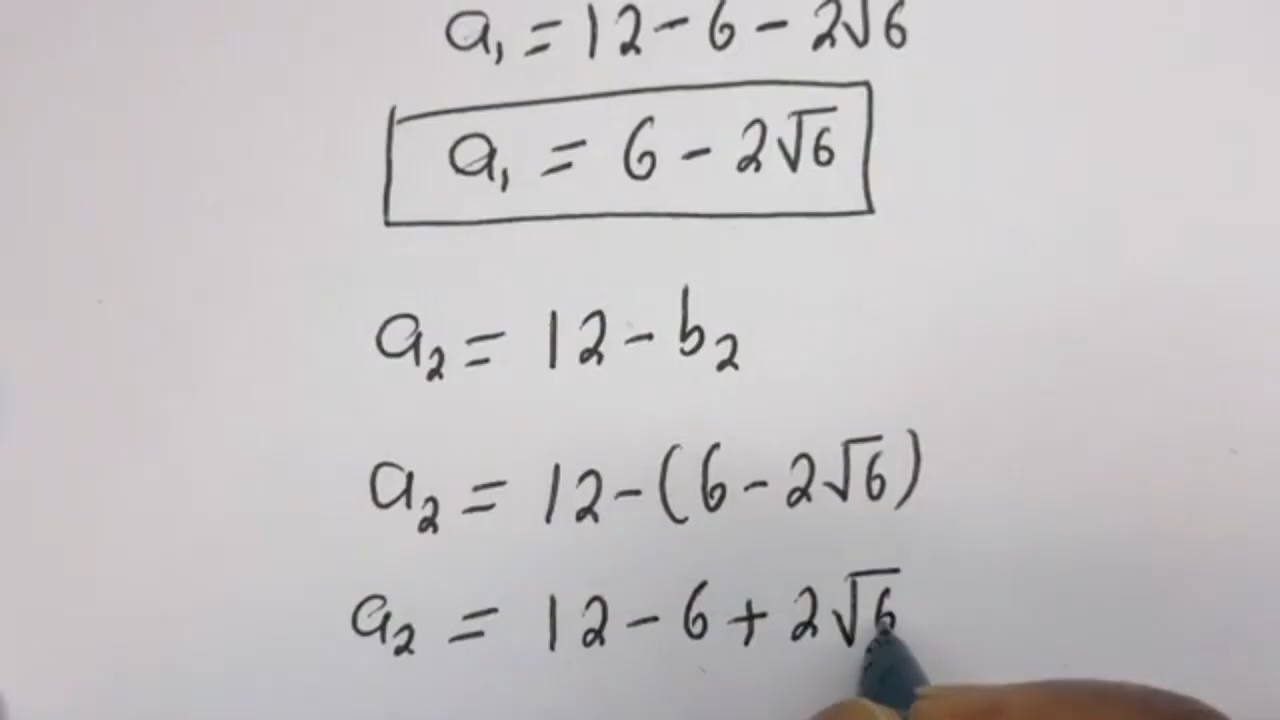 a₁ = 12 - 6 - 2√6
a₁ = 6 - 2√6
a₂ = 12 - b₂
a₂ = 12 - (6 - 2√6)
a₂ = 12 - 6 + 2√6